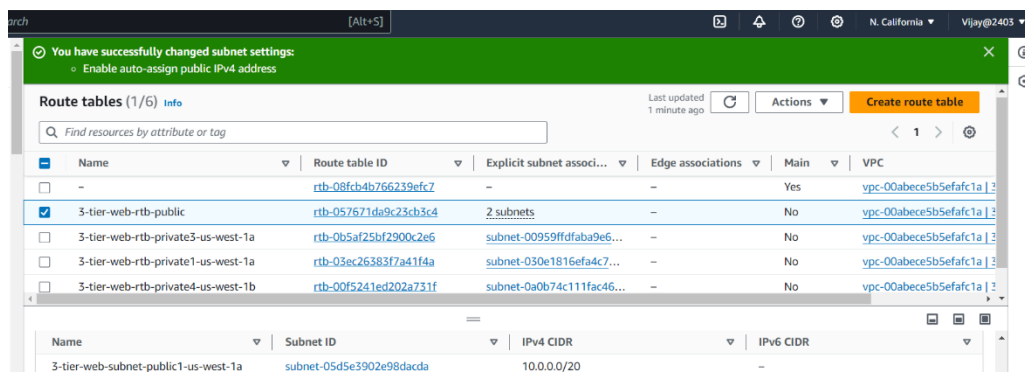 arch [Alt+S] N. California Vijay@2403
You have successfully changed subnet settings:
Enable auto-assign public IPv4 address
Route tables (1/6) Info Last updated 1 minute ago Actions Create route table
Find resources by attribute or tag 1
Name Route table ID Explicit subnet associ... Edge associations Main VPC
– rtb-08fcb4b766239efc7 – – Yes vpc-00abece5b5efafc1a | 3
3-tier-web-rtb-public rtb-057671da9c23cb3c4 2 subnets – No vpc-00abece5b5efafc1a | 3
3-tier-web-rtb-private3-us-west-1a rtb-0b5af25bf2900c2e6 subnet-00959ffdfaba9e6... – No vpc-00abece5b5efafc1a | 3
3-tier-web-rtb-private1-us-west-1a rtb-03ec26383f7a41f4a subnet-030e1816efa4c7... – No vpc-00abece5b5efafc1a | 3
3-tier-web-rtb-private4-us-west-1b rtb-00f5241ed202a731f subnet-0a0b74c111fac46... – No vpc-00abece5b5efafc1a | 3
Name Subnet ID IPv4 CIDR IPv6 CIDR
3-tier-web-subnet-public1-us-west-1a subnet-05d5e3902e98dacda 10.0.0.0/20 –